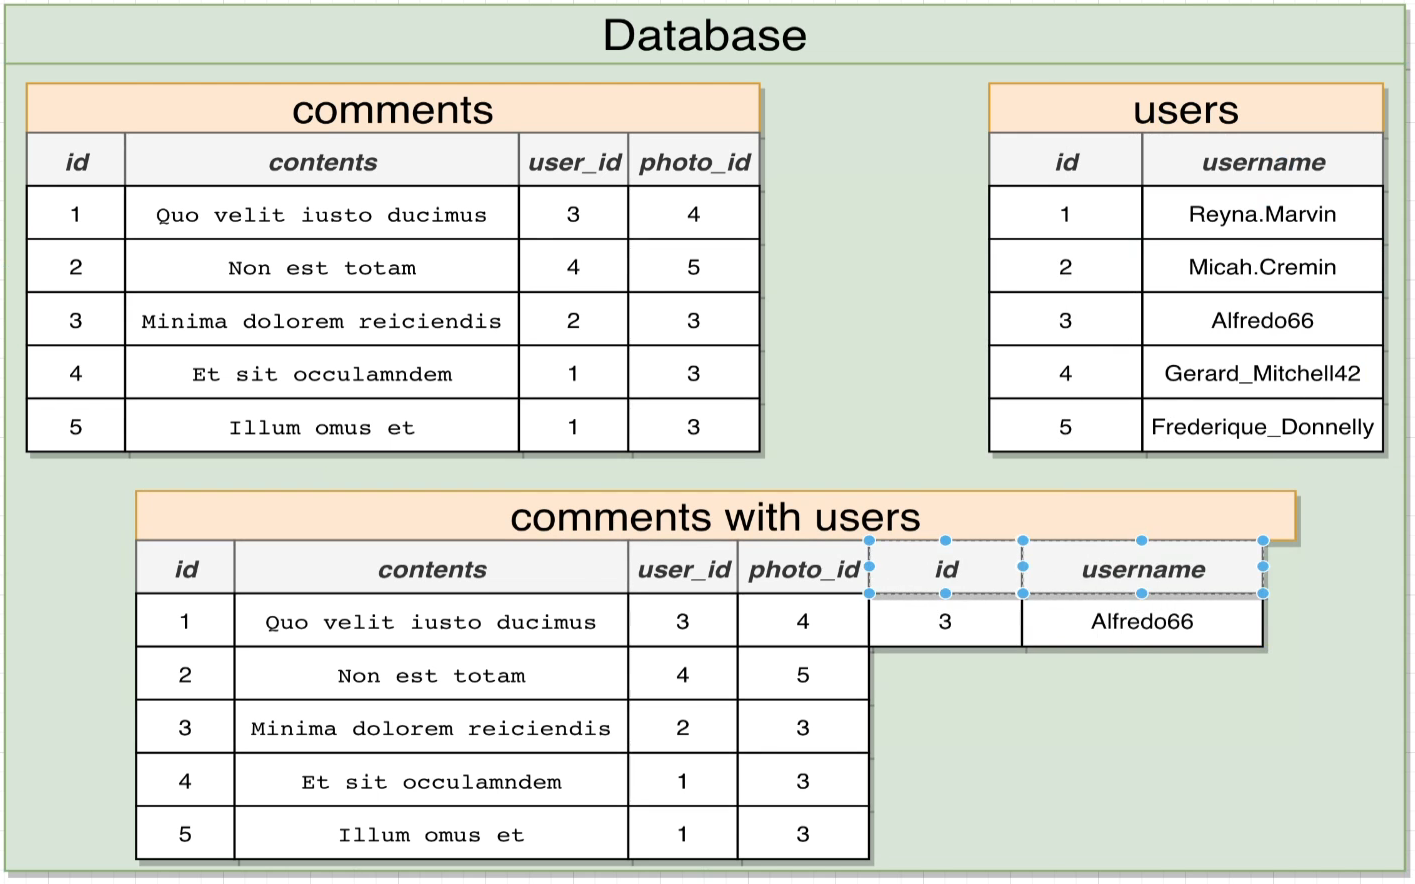 Database
comments
id contents user_id photo_id
1 Quo velit iusto ducimus 3 4
2 Non est totam 4 5
3 Minima dolorem reiciendis 2 3
4 Et sit occulamndem 1 3
5 Illum omus et 1 3
users
id username
1 Reyna.Marvin
2 Micah.Cremin
3 Alfredo66
4 Gerard_Mitchell42
5 Frederique_Donnelly
comments with users
id contents user_id photo_id id username
1 Quo velit iusto ducimus 3 4 3 Alfredo66
2 Non est totam 4 5
3 Minima dolorem reiciendis 2 3
4 Et sit occulamndem 1 3
5 Illum omus et 1 3